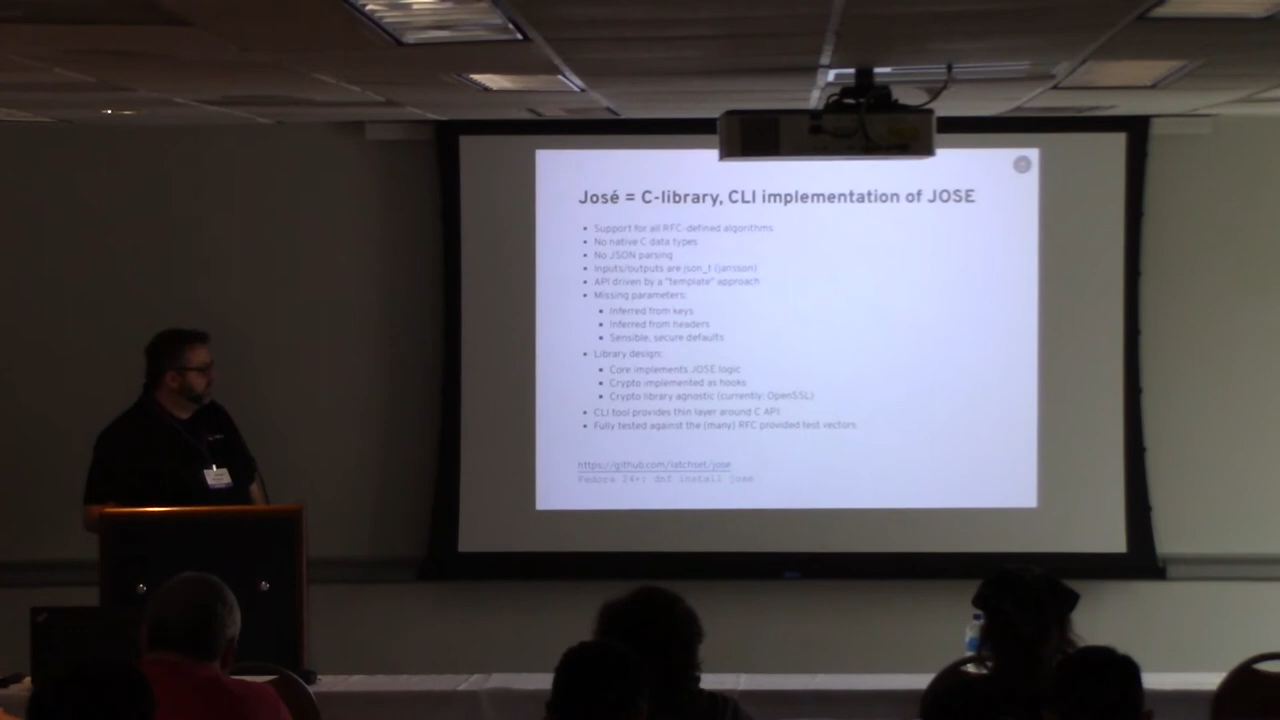 José = C-library, CLI implementation of JOSE
Support for all RFC-defined algorithms
No native C data types
No JSON parsing
Inputs/outputs are json_t (jansson)
API driven by a "template" approach
Missing parameters:
Inferred from keys
Inferred from headers
Sensible, secure defaults
Library design:
Core implements JOSE logic
Crypto implemented as hooks
Crypto library agnostic (currently: OpenSSL)
CLI tool provides thin layer around C API
Fully tested against the (many) RFC provided test vectors
https://github.com/latchset/jose
Fedora 24+: dnf install jose